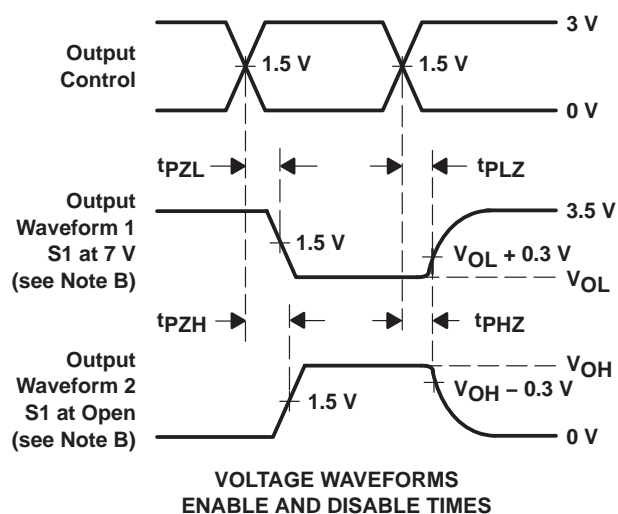 Output
Control
3 V
1.5 V
1.5 V
0 V
tPZL
tPLZ
Output
Waveform 1
S1 at 7 V
(see Note B)
3.5 V
1.5 V
VOL + 0.3 V
VOL
tPZH
tPHZ
Output
Waveform 2
S1 at Open
(see Note B)
VOH
1.5 V
VOH – 0.3 V
0 V
VOLTAGE WAVEFORMS
ENABLE AND DISABLE TIMES